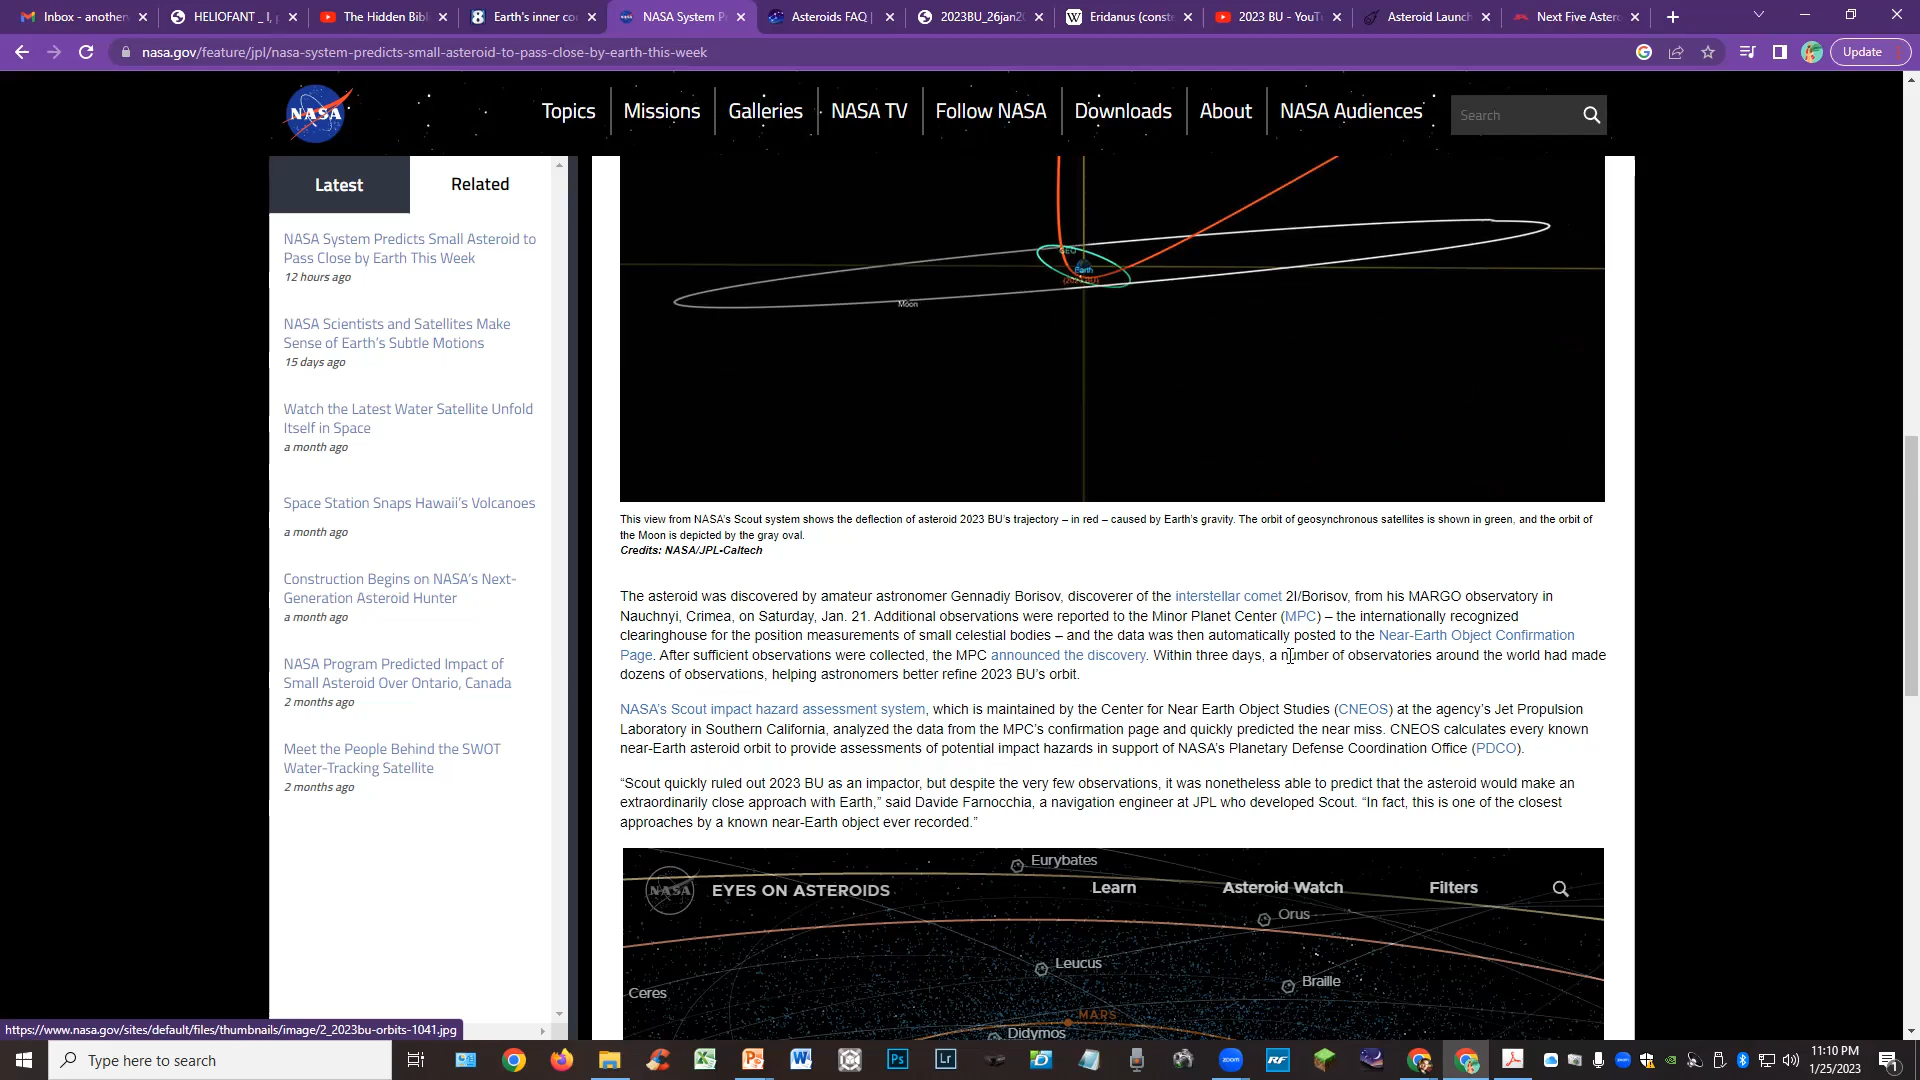 Inbox - another
HELIOFANT _ I,
The Hidden Bib
Earth's inner co
NASA System P
Asteroids FAQ |
2023BU_26jan20
Eridanus (conste
2023 BU - YouTu
Asteroid Launch
Next Five Astero
nasa.gov/feature/jpl/nasa-system-predicts-small-asteroid-to-pass-close-by-earth-this-week
Update
NASA
Topics
Missions
Galleries
NASA TV
Follow NASA
Downloads
About
NASA Audiences
Search
Latest
Related
NASA System Predicts Small Asteroid to
Pass Close by Earth This Week
12 hours ago
NASA Scientists and Satellites Make
Sense of Earth's Subtle Motions
15 days ago
Watch the Latest Water Satellite Unfold
Itself in Space
a month ago
Space Station Snaps Hawaii's Volcanoes
a month ago
Construction Begins on NASA's Next-
Generation Asteroid Hunter
a month ago
NASA Program Predicted Impact of
Small Asteroid Over Ontario, Canada
2 months ago
Meet the People Behind the SWOT
Water-Tracking Satellite
2 months ago
GEO
Earth
(2023 BU)
Moon
This view from NASA's Scout system shows the deflection of asteroid 2023 BU's trajectory – in red – caused by Earth's gravity. The orbit of geosynchronous satellites is shown in green, and the orbit of
the Moon is depicted by the gray oval.
Credits: NASA/JPL-Caltech
The asteroid was discovered by amateur astronomer Gennadiy Borisov, discoverer of the interstellar comet 2I/Borisov, from his MARGO observatory in
Nauchnyi, Crimea, on Saturday, Jan. 21. Additional observations were reported to the Minor Planet Center (MPC) – the internationally recognized
clearinghouse for the position measurements of small celestial bodies – and the data was then automatically posted to the Near-Earth Object Confirmation
Page. After sufficient observations were collected, the MPC announced the discovery. Within three days, a number of observatories around the world had made
dozens of observations, helping astronomers better refine 2023 BU's orbit.
NASA's Scout impact hazard assessment system, which is maintained by the Center for Near Earth Object Studies (CNEOS) at the agency's Jet Propulsion
Laboratory in Southern California, analyzed the data from the MPC's confirmation page and quickly predicted the near miss. CNEOS calculates every known
near-Earth asteroid orbit to provide assessments of potential impact hazards in support of NASA's Planetary Defense Coordination Office (PDCO).
“Scout quickly ruled out 2023 BU as an impactor, but despite the very few observations, it was nonetheless able to predict that the asteroid would make an
extraordinarily close approach with Earth,” said Davide Farnocchia, a navigation engineer at JPL who developed Scout. “In fact, this is one of the closest
approaches by a known near-Earth object ever recorded.”
NASA
EYES ON ASTEROIDS
Learn
Asteroid Watch
Filters
Eurybates
Orus
Leucus
Braille
Ceres
MARS
Didymos
https://www.nasa.gov/sites/default/files/thumbnails/image/2_2023bu-orbits-1041.jpg
Type here to search
zoom
RF
Ps
Lr
11:10 PM
1/25/2023
1